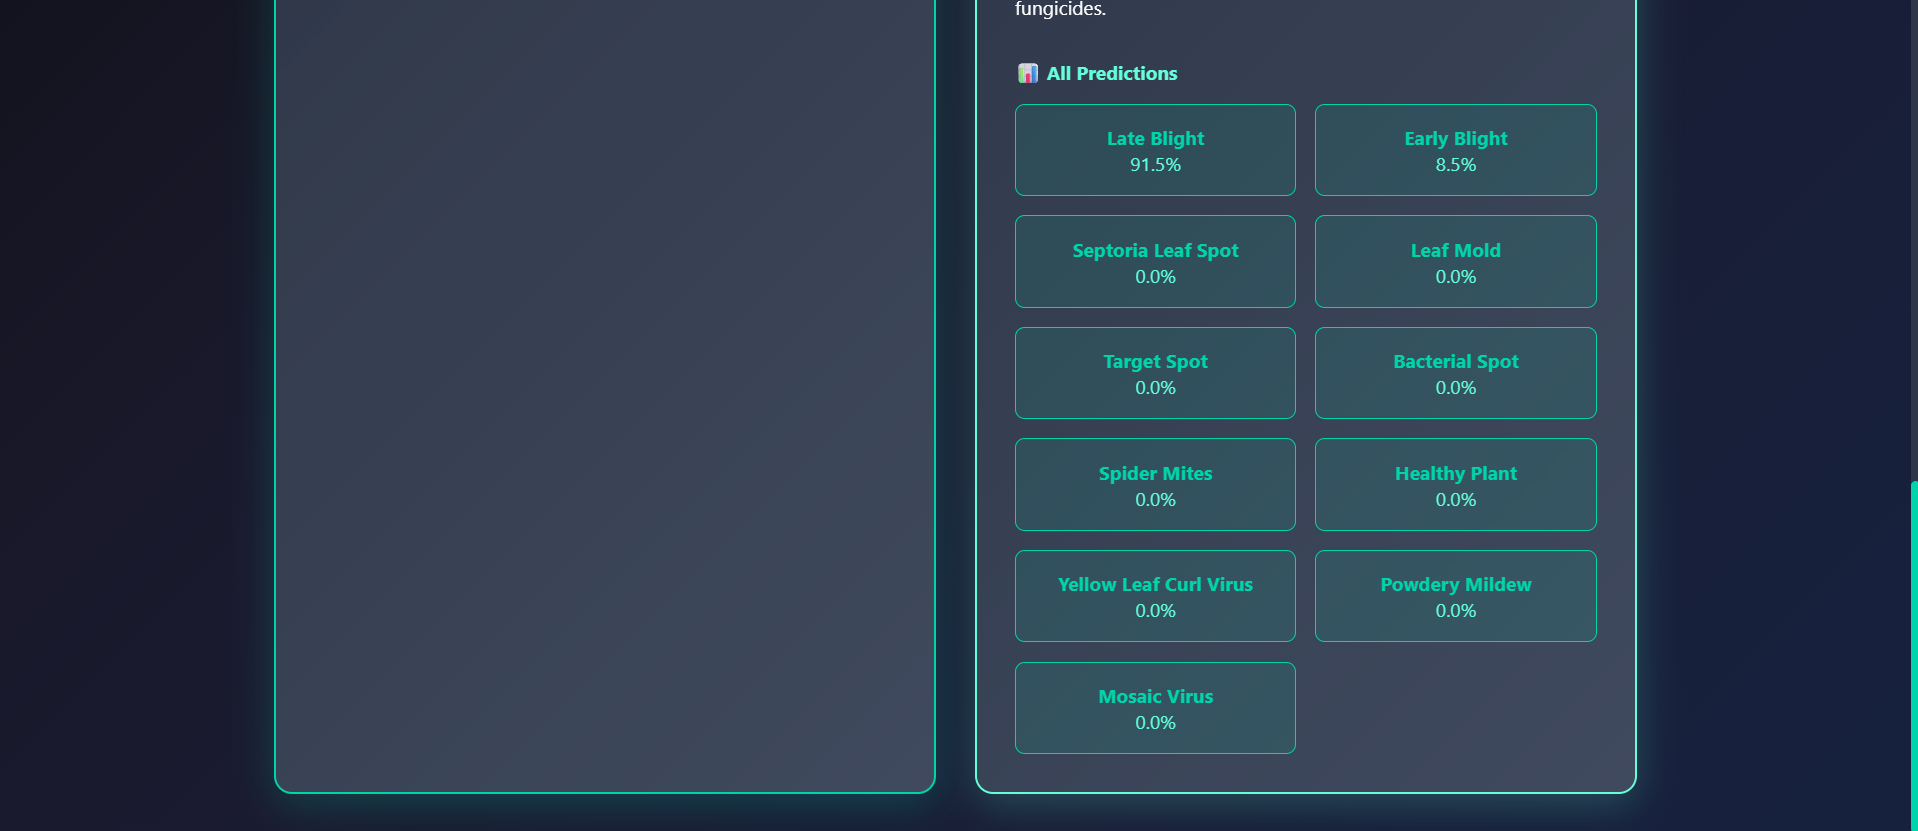 fungicides.
All Predictions
Late Blight
91.5%
Early Blight
8.5%
Septoria Leaf Spot
0.0%
Leaf Mold
0.0%
Target Spot
0.0%
Bacterial Spot
0.0%
Spider Mites
0.0%
Healthy Plant
0.0%
Yellow Leaf Curl Virus
0.0%
Powdery Mildew
0.0%
Mosaic Virus
0.0%